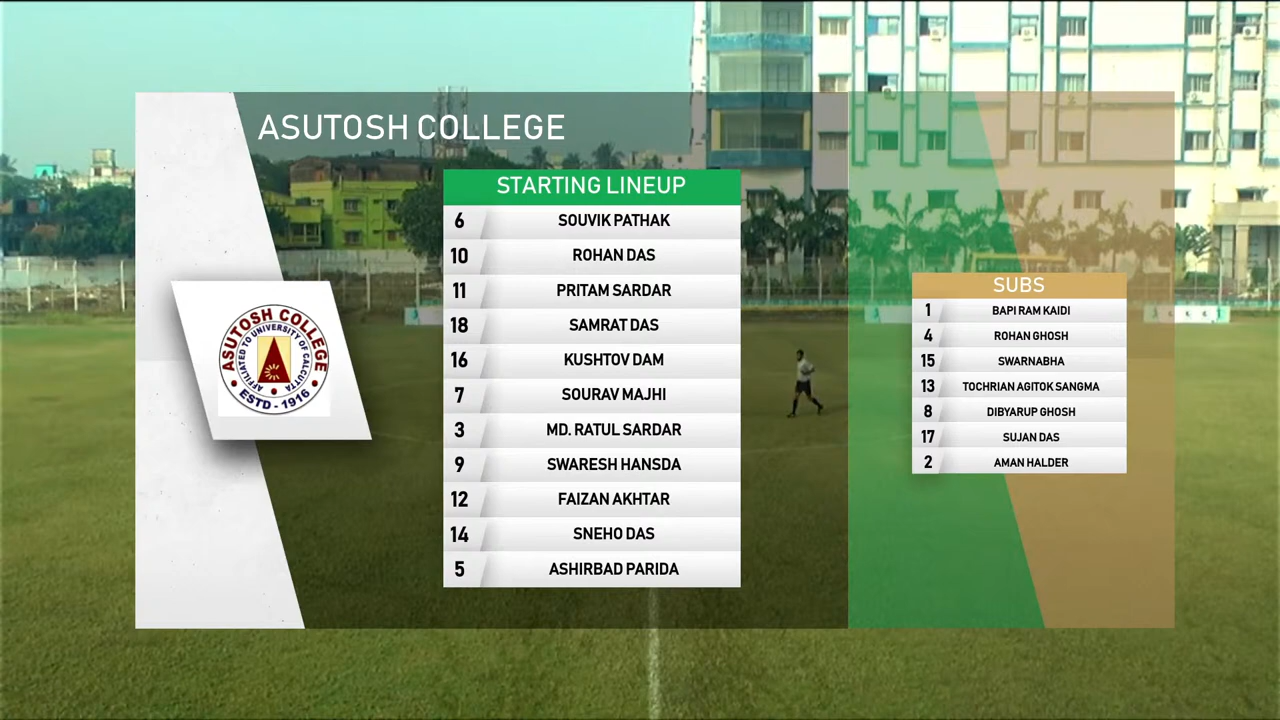 ASUTOSH COLLEGE
STARTING LINEUP
6 SOUVIK PATHAK
10 ROHAN DAS
11 PRITAM SARDAR
18 SAMRAT DAS
16 KUSHTOV DAM
7 SOURAV MAJHI
3 MD. RATUL SARDAR
9 SWARESH HANSDA
12 FAIZAN AKHTAR
14 SNEHO DAS
5 ASHIRBAD PARIDA
ASUTOSH COLLEGE
AFFILIATED TO UNIVERSITY OF CALCUTTA
ESTD - 1916
SUBS
1 BAPI RAM KAIDI
4 ROHAN GHOSH
15 SWARNABHA
13 TOCHRIAN AGITOK SANGMA
8 DIBYARUP GHOSH
17 SUJAN DAS
2 AMAN HALDER